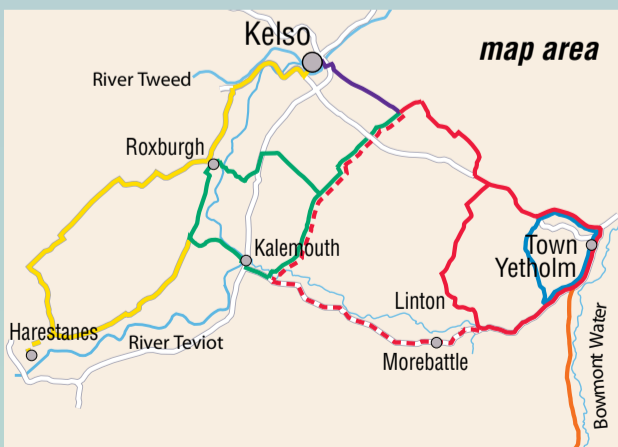 Kelso
map area
River Tweed
Roxburgh
Kalemouth
Town
Yetholm
Linton
Harestanes
River Teviot
Morebattle
Bowmont Water